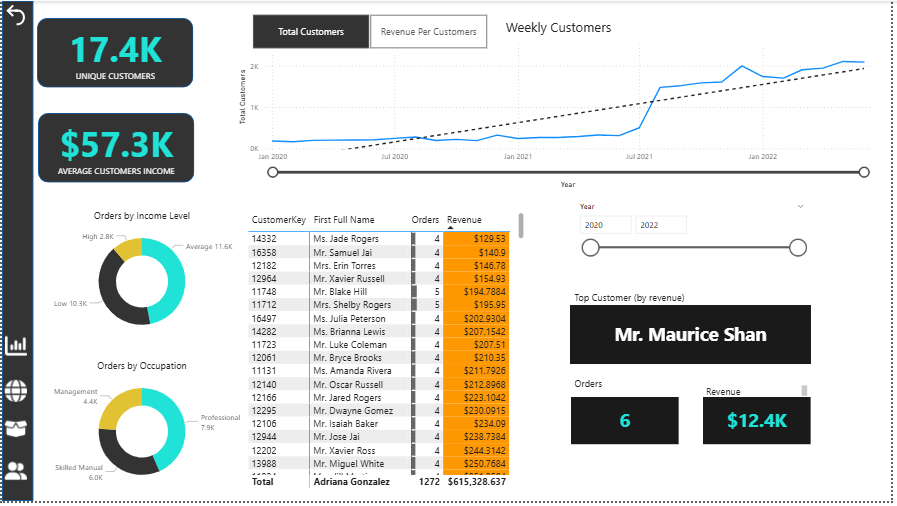 17.4K
UNIQUE CUSTOMERS
$57.3K
AVERAGE CUSTOMERS INCOME
Total Customers
Revenue Per Customers
Weekly Customers
Total Customers
2K
1K
0K
Jan 2020
Jul 2020
Jan 2021
Jul 2021
Jan 2022
Year
Orders by Income Level
High 2.8K
Average 11.6K
Low 10.3K
Orders by Occupation
Management
4.4K
Professional
7.9K
Skilled Manual
6.0K
CustomerKey First Full Name Orders Revenue
14332 Ms. Jade Rogers 4 $129.53
16358 Mr. Samuel Jai 4 $140.9
12182 Mrs. Erin Torres 4 $146.78
12964 Mr. Xavier Russell 4 $154.93
11748 Mr. Blake Hill 5 $194.7884
11712 Mrs. Shelby Rogers 5 $195.95
16497 Ms. Julia Peterson 4 $202.9304
14282 Ms. Brianna Lewis 4 $207.1542
11723 Mr. Luke Coleman 4 $207.51
12061 Mr. Bryce Brooks 4 $210.35
11131 Ms. Amanda Rivera 4 $211.7926
12140 Mr. Oscar Russell 4 $212.8968
12166 Mr. Jared Rogers 4 $223.1042
12295 Mr. Dwayne Gomez 4 $230.0915
12106 Mr. Isaiah Baker 4 $234.09
12944 Mr. Jose Jai 4 $238.7384
12202 Mr. Xavier Ross 4 $244.3142
13988 Mr. Miguel White 4 $250.7684
Total Adriana Gonzalez 1272 $615,328.637
Year
2020
2022
Top Customer (by revenue)
Mr. Maurice Shan
Orders
6
Revenue
$12.4K